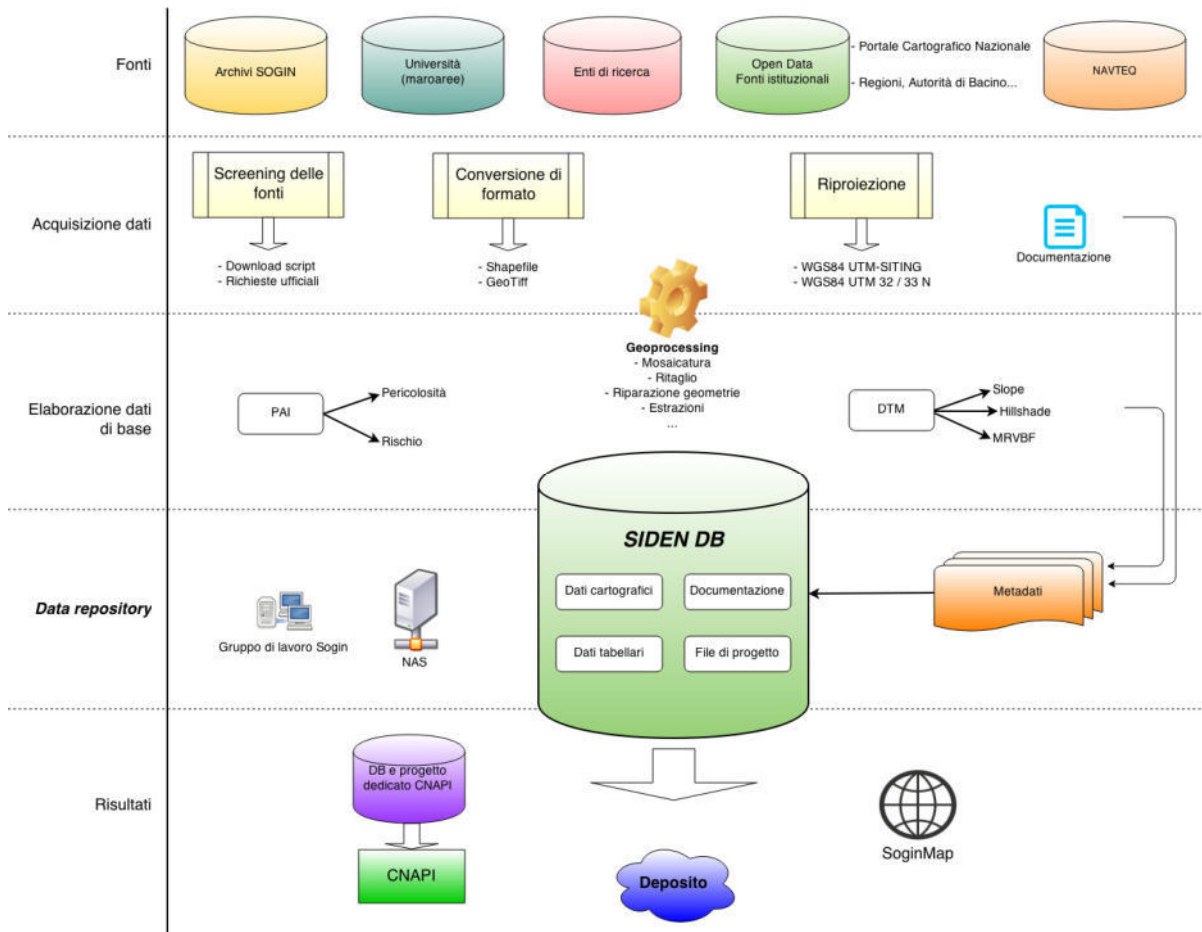 Fonti
Archivi SOGIN
Università
(maroaree)
Enti di ricerca
Open Data
Fonti istituzionali
- Portale Cartografico Nazionale
- Regioni, Autorità di Bacino...
NAVTEQ
Acquisizione dati
Screening delle
fonti
- Download script
- Richieste ufficiali
Conversione di
formato
- Shapefile
- GeoTiff
Riproiezione
- WGS84 UTM-SITING
- WGS84 UTM 32 / 33 N
Documentazione
Elaborazione dati
di base
PAI
Pericolosità
Rischio
Geoprocessing
- Mosaicatura
- Ritaglio
- Riparazione geometrie
- Estrazioni
...
DTM
Slope
Hillshade
MRVBF
Data repository
Gruppo di lavoro Sogin
NAS
SIDEN DB
Dati cartografici
Documentazione
Dati tabellari
File di progetto
Metadati
Risultati
DB e progetto
dedicato CNAPI
CNAPI
Deposito
SoginMap